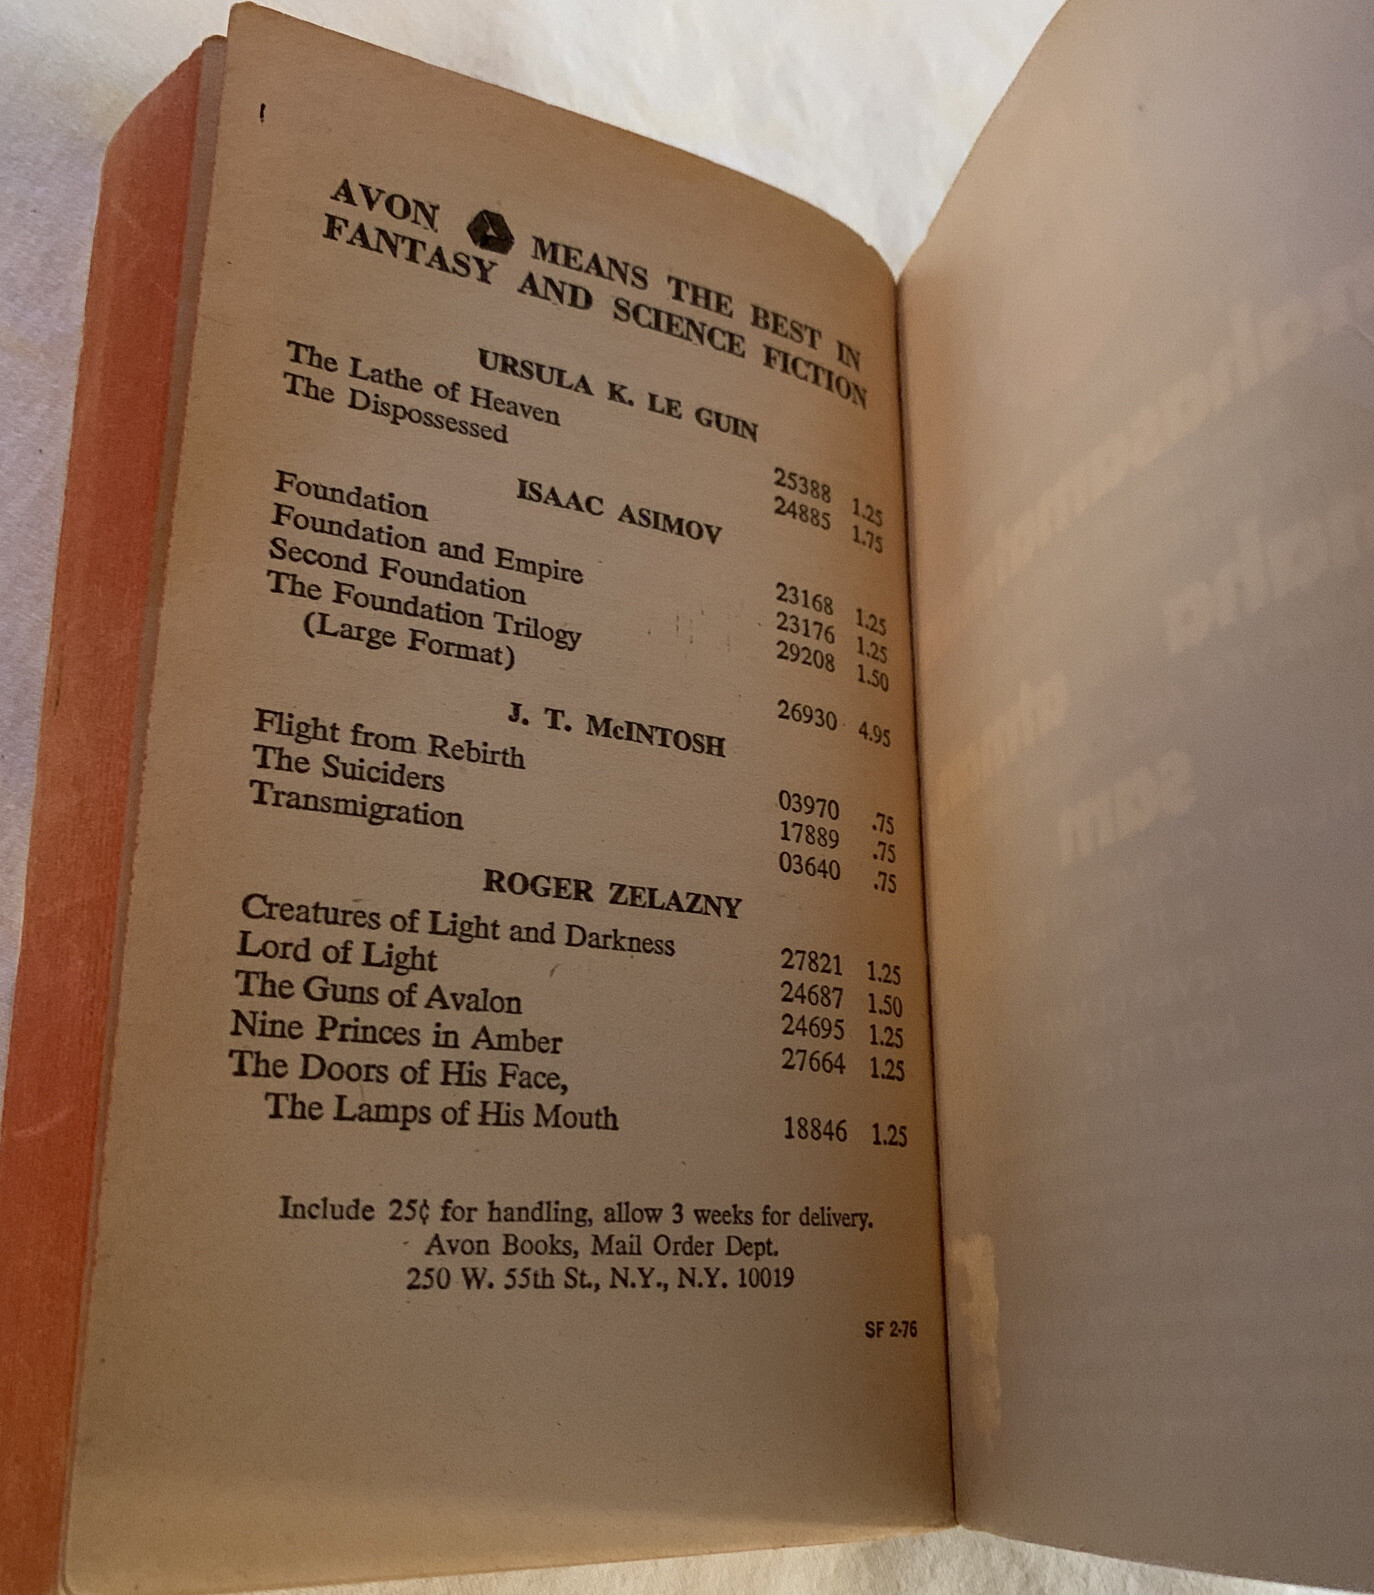 AVON MEANS THE BEST IN
FANTASY AND SCIENCE FICTION
URSULA K. LE GUIN
The Lathe of Heaven 25388 1.25
The Dispossessed 24885 1.75
ISAAC ASIMOV
Foundation 23168 1.25
Foundation and Empire 23176 1.25
Second Foundation 29208 1.50
The Foundation Trilogy
(Large Format) 26930 4.95
J. T. McINTOSH
Flight from Rebirth 03970 .75
The Suiciders 17889 .75
Transmigration 03640 .75
ROGER ZELAZNY
Creatures of Light and Darkness 27821 1.25
Lord of Light 24687 1.50
The Guns of Avalon 24695 1.25
Nine Princes in Amber 27664 1.25
The Doors of His Face,
The Lamps of His Mouth 18846 1.25
Include 25¢ for handling, allow 3 weeks for delivery.
Avon Books, Mail Order Dept.
250 W. 55th St., N.Y., N.Y. 10019
SF 2-76